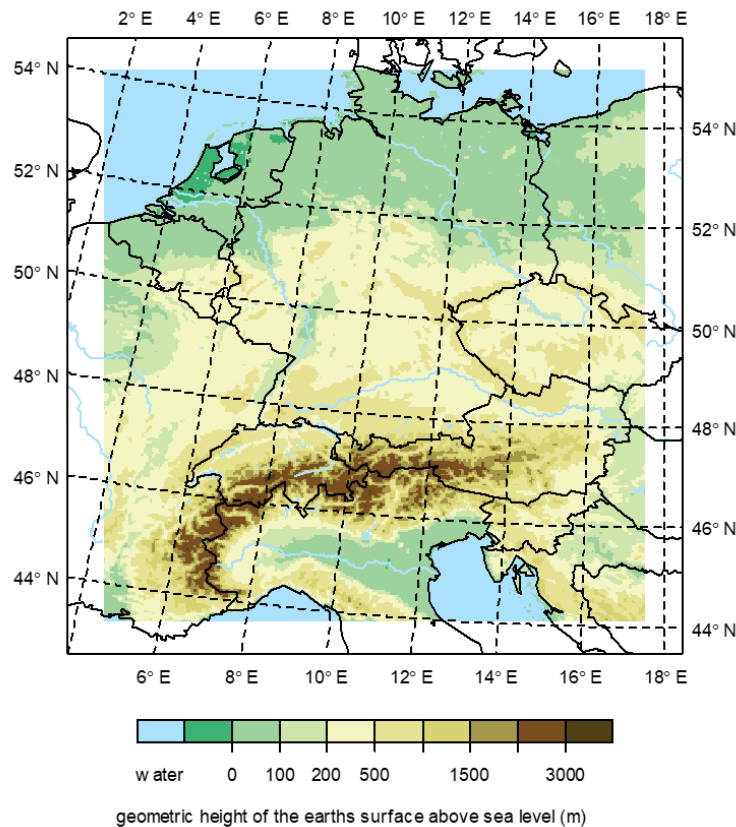 2° E 4° E 6° E 8° E 10° E 12° E 14° E 16° E 18° E
54° N
54° N
52° N
52° N
50° N
50° N
48° N
48° N
46° N
46° N
44° N
44° N
6° E 8° E 10° E 12° E 14° E 16° E 18° E
water 0 100 200 500 1500 3000
geometric height of the earths surface above sea level (m)